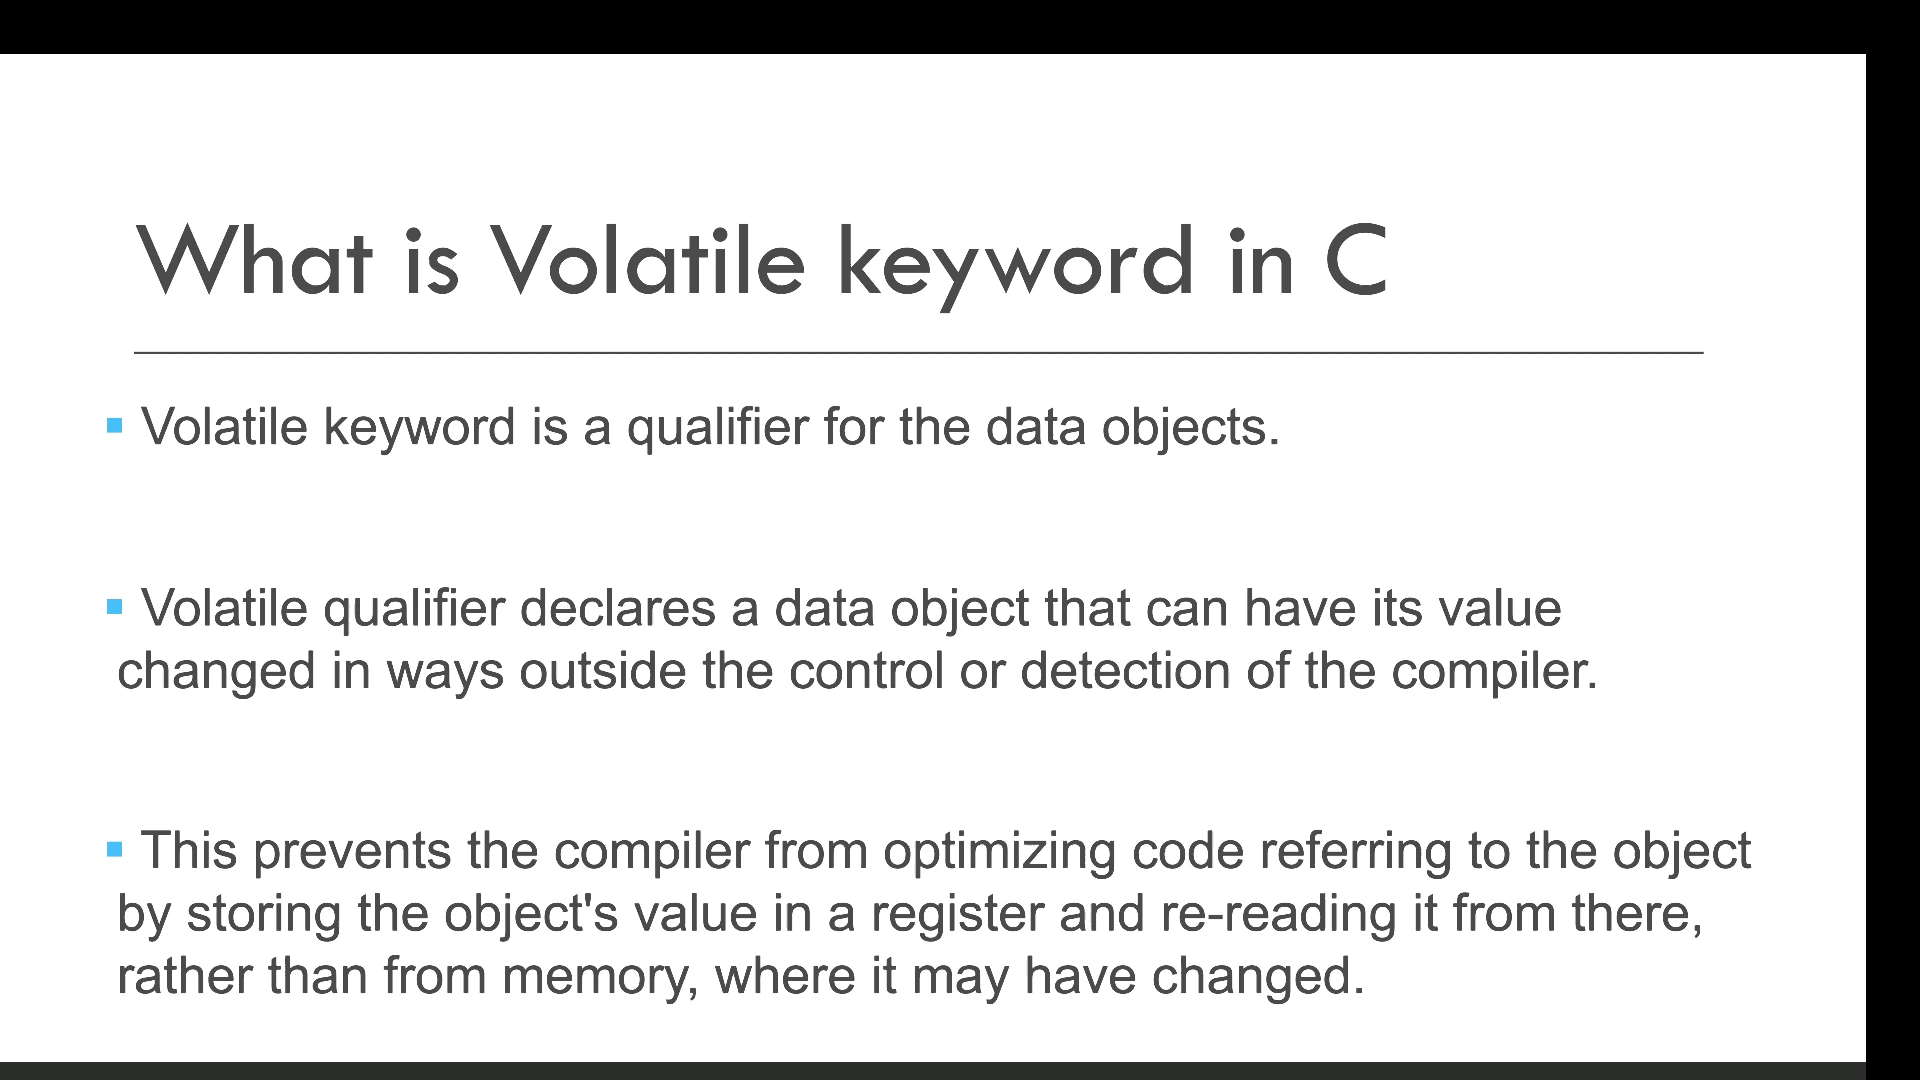 What is Volatile keyword in C
▪ Volatile keyword is a qualifier for the data objects.
▪ Volatile qualifier declares a data object that can have its value
changed in ways outside the control or detection of the compiler.
▪ This prevents the compiler from optimizing code referring to the object
by storing the object's value in a register and re-reading it from there,
rather than from memory, where it may have changed.